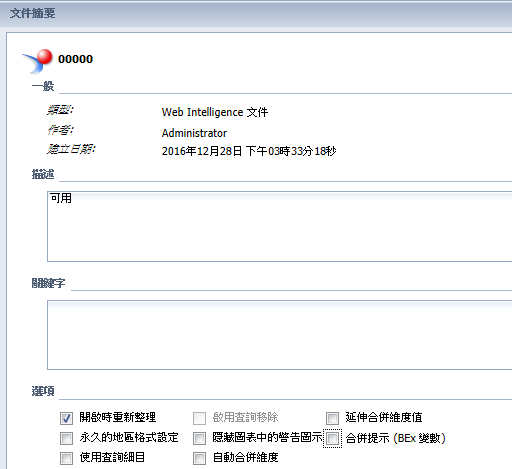 文件簡要
00000
一般
類型: Web Intelligence 文件
作者: Administrator
建立日期: 2016年12月28日 下午03時33分18秒
描述
可用
關鍵字
選項
開啟時重新整理 啟用查詢移除 延伸合併維度值
永久的地區格式設定 隱藏圖表中的警告圖示 合併提示 (BEx 變數)
使用查詢細目 自動合併維度